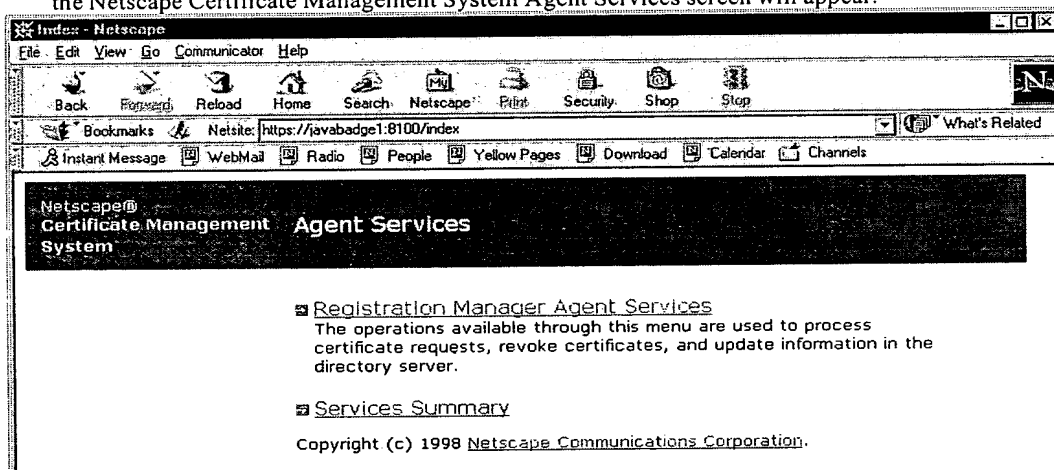 the Netscape Certificate Management System Agent Services screen will appear.
Index - Netscape
File Edit View Go Communicator Help
Back Forward Reload Home Search Netscape Print Security Shop Stop
My
N
Bookmarks Netsite: https://javabadge1:8100/index What's Related
Instant Message WebMail Radio People Yellow Pages Download Calendar Channels
Netscape®
Certificate Management Agent Services
System
Registration Manager Agent Services
The operations available through this menu are used to process
certificate requests, revoke certificates, and update information in the
directory server.
Services Summary
Copyright (c) 1998 Netscape Communications Corporation.